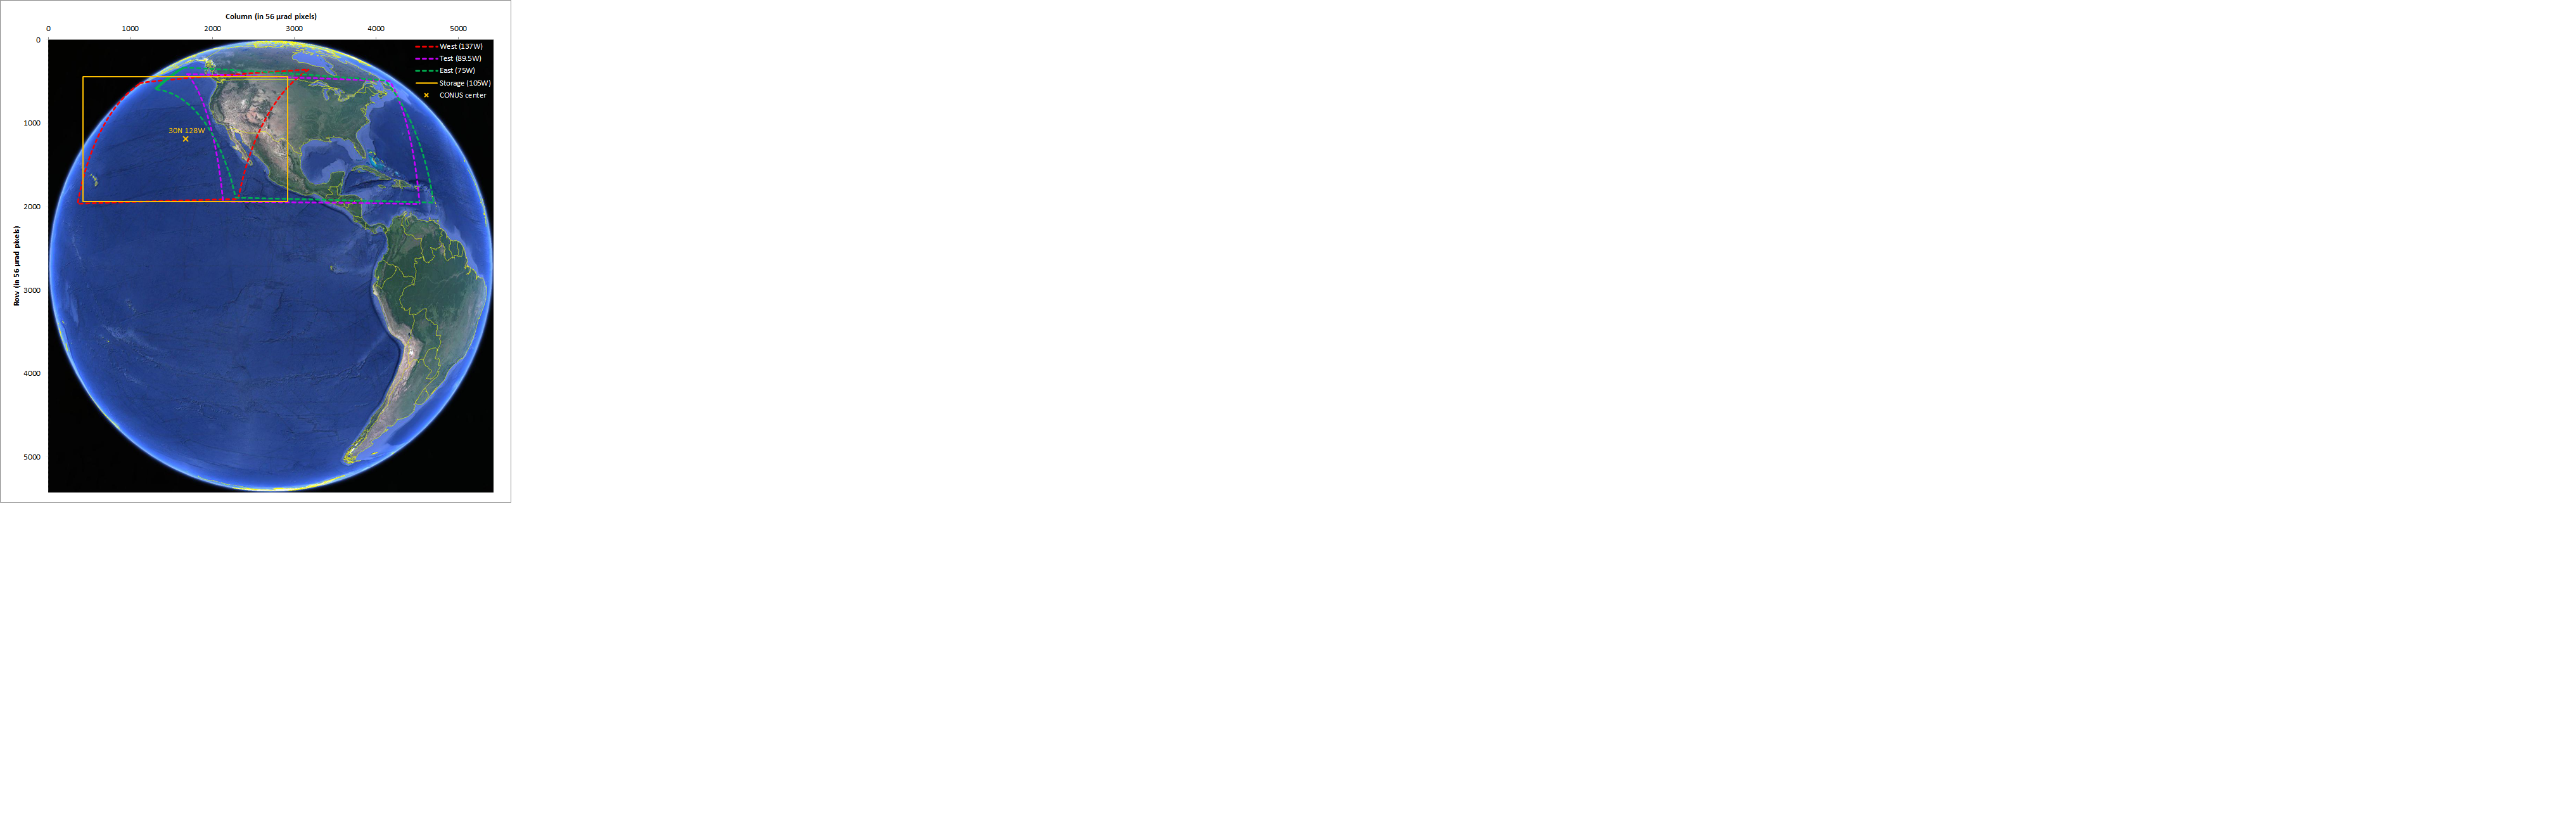 Column (in 56 µrad pixels)
0 1000 2000 3000 4000 5000
0
West (137W)
Test (89.5W)
East (75W)
Storage (105W)
CONUS center
1000
30N 128W
2000
Row (in 56 µrad pixels)
3000
4000
5000